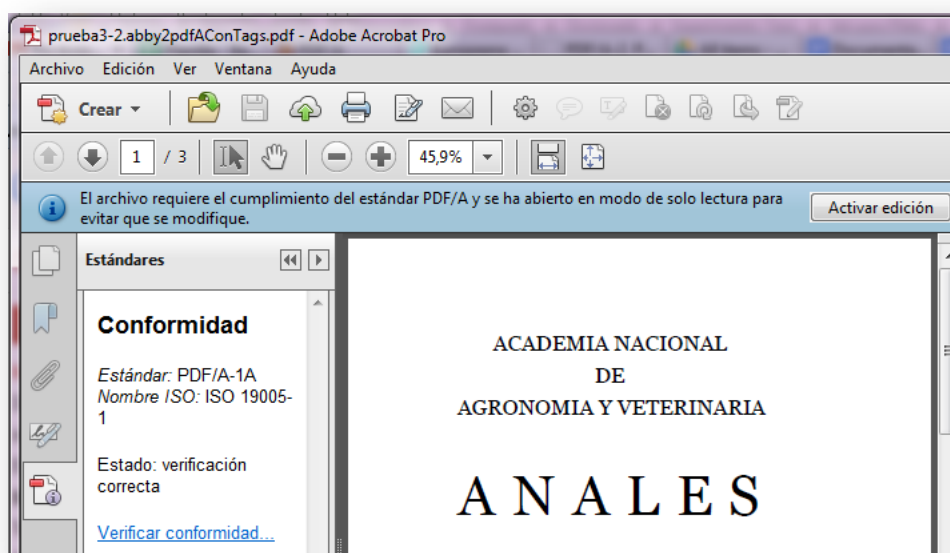 prueba3-2.abby2pdfAConTags.pdf - Adobe Acrobat Pro
Archivo Edición Ver Ventana Ayuda
Crear
1 / 3 45,9%
El archivo requiere el cumplimiento del estándar PDF/A y se ha abierto en modo de solo lectura para
evitar que se modifique.
Activar edición
Estándares
Conformidad
Estándar: PDF/A-1A
Nombre ISO: ISO 19005-
1
Estado: verificación
correcta
Verificar conformidad...
ACADEMIA NACIONAL
DE
AGRONOMIA Y VETERINARIA
ANALES